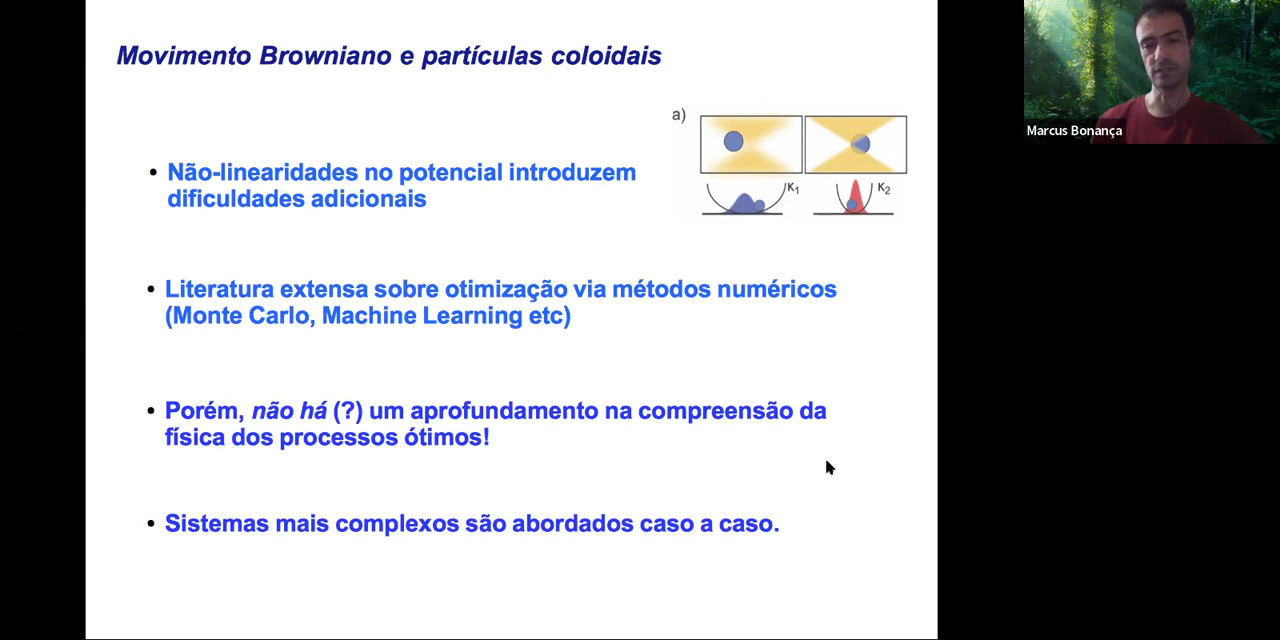 Movimento Browniano e partículas coloidais
a)
K1
K2
• Não-linearidades no potencial introduzem
dificuldades adicionais
• Literatura extensa sobre otimização via métodos numéricos
(Monte Carlo, Machine Learning etc)
• Porém, não há (?) um aprofundamento na compreensão da
física dos processos ótimos!
• Sistemas mais complexos são abordados caso a caso.
Marcus Bonança